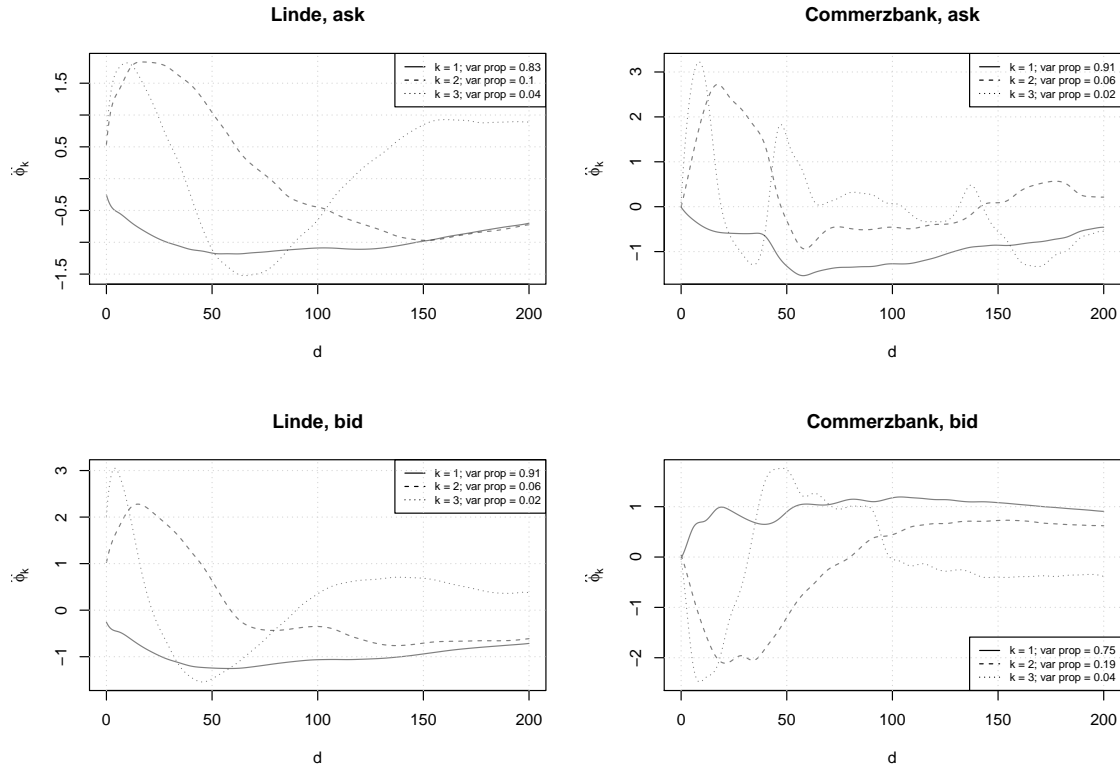 Linde, ask
k = 1; var prop = 0.83
k = 2; var prop = 0.1
k = 3; var prop = 0.04
1.5
0.5
−0.5
−1.5
ϕ̈k
0 50 100 150 200
d
Commerzbank, ask
k = 1; var prop = 0.91
k = 2; var prop = 0.06
k = 3; var prop = 0.02
3
2
1
0
−1
ϕ̈k
0 50 100 150 200
d
Linde, bid
k = 1; var prop = 0.91
k = 2; var prop = 0.06
k = 3; var prop = 0.02
3
2
1
0
−1
ϕ̈k
0 50 100 150 200
d
Commerzbank, bid
1
0
−1
−2
ϕ̈k
k = 1; var prop = 0.75
k = 2; var prop = 0.19
k = 3; var prop = 0.04
0 50 100 150 200
d